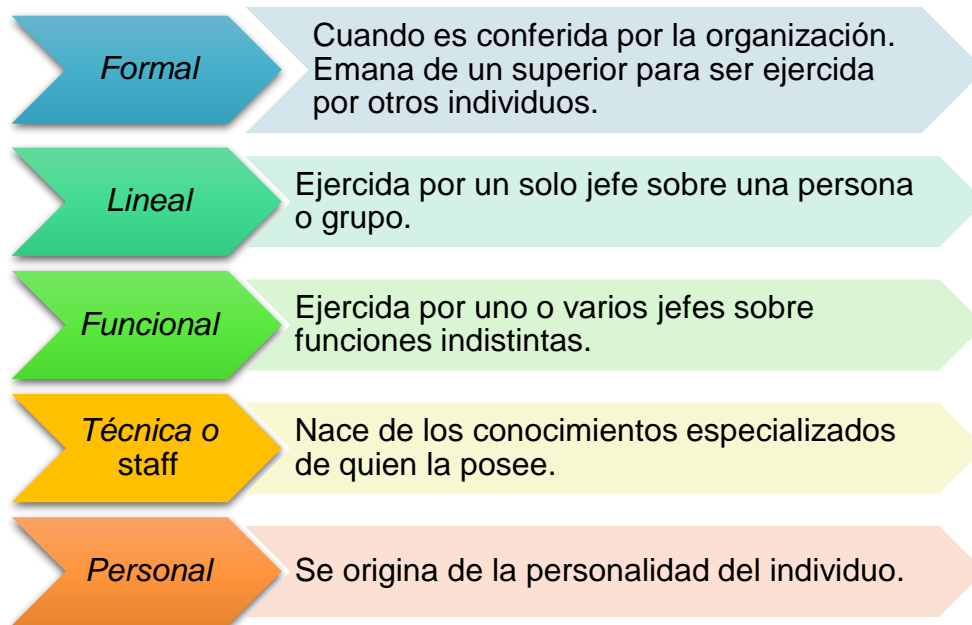 Formal
Cuando es conferida por la organización.
Emana de un superior para ser ejercida
por otros individuos.
Lineal
Ejercida por un solo jefe sobre una persona
o grupo.
Funcional
Ejercida por uno o varios jefes sobre
funciones indistintas.
Técnica o
staff
Nace de los conocimientos especializados
de quien la posee.
Personal
Se origina de la personalidad del individuo.